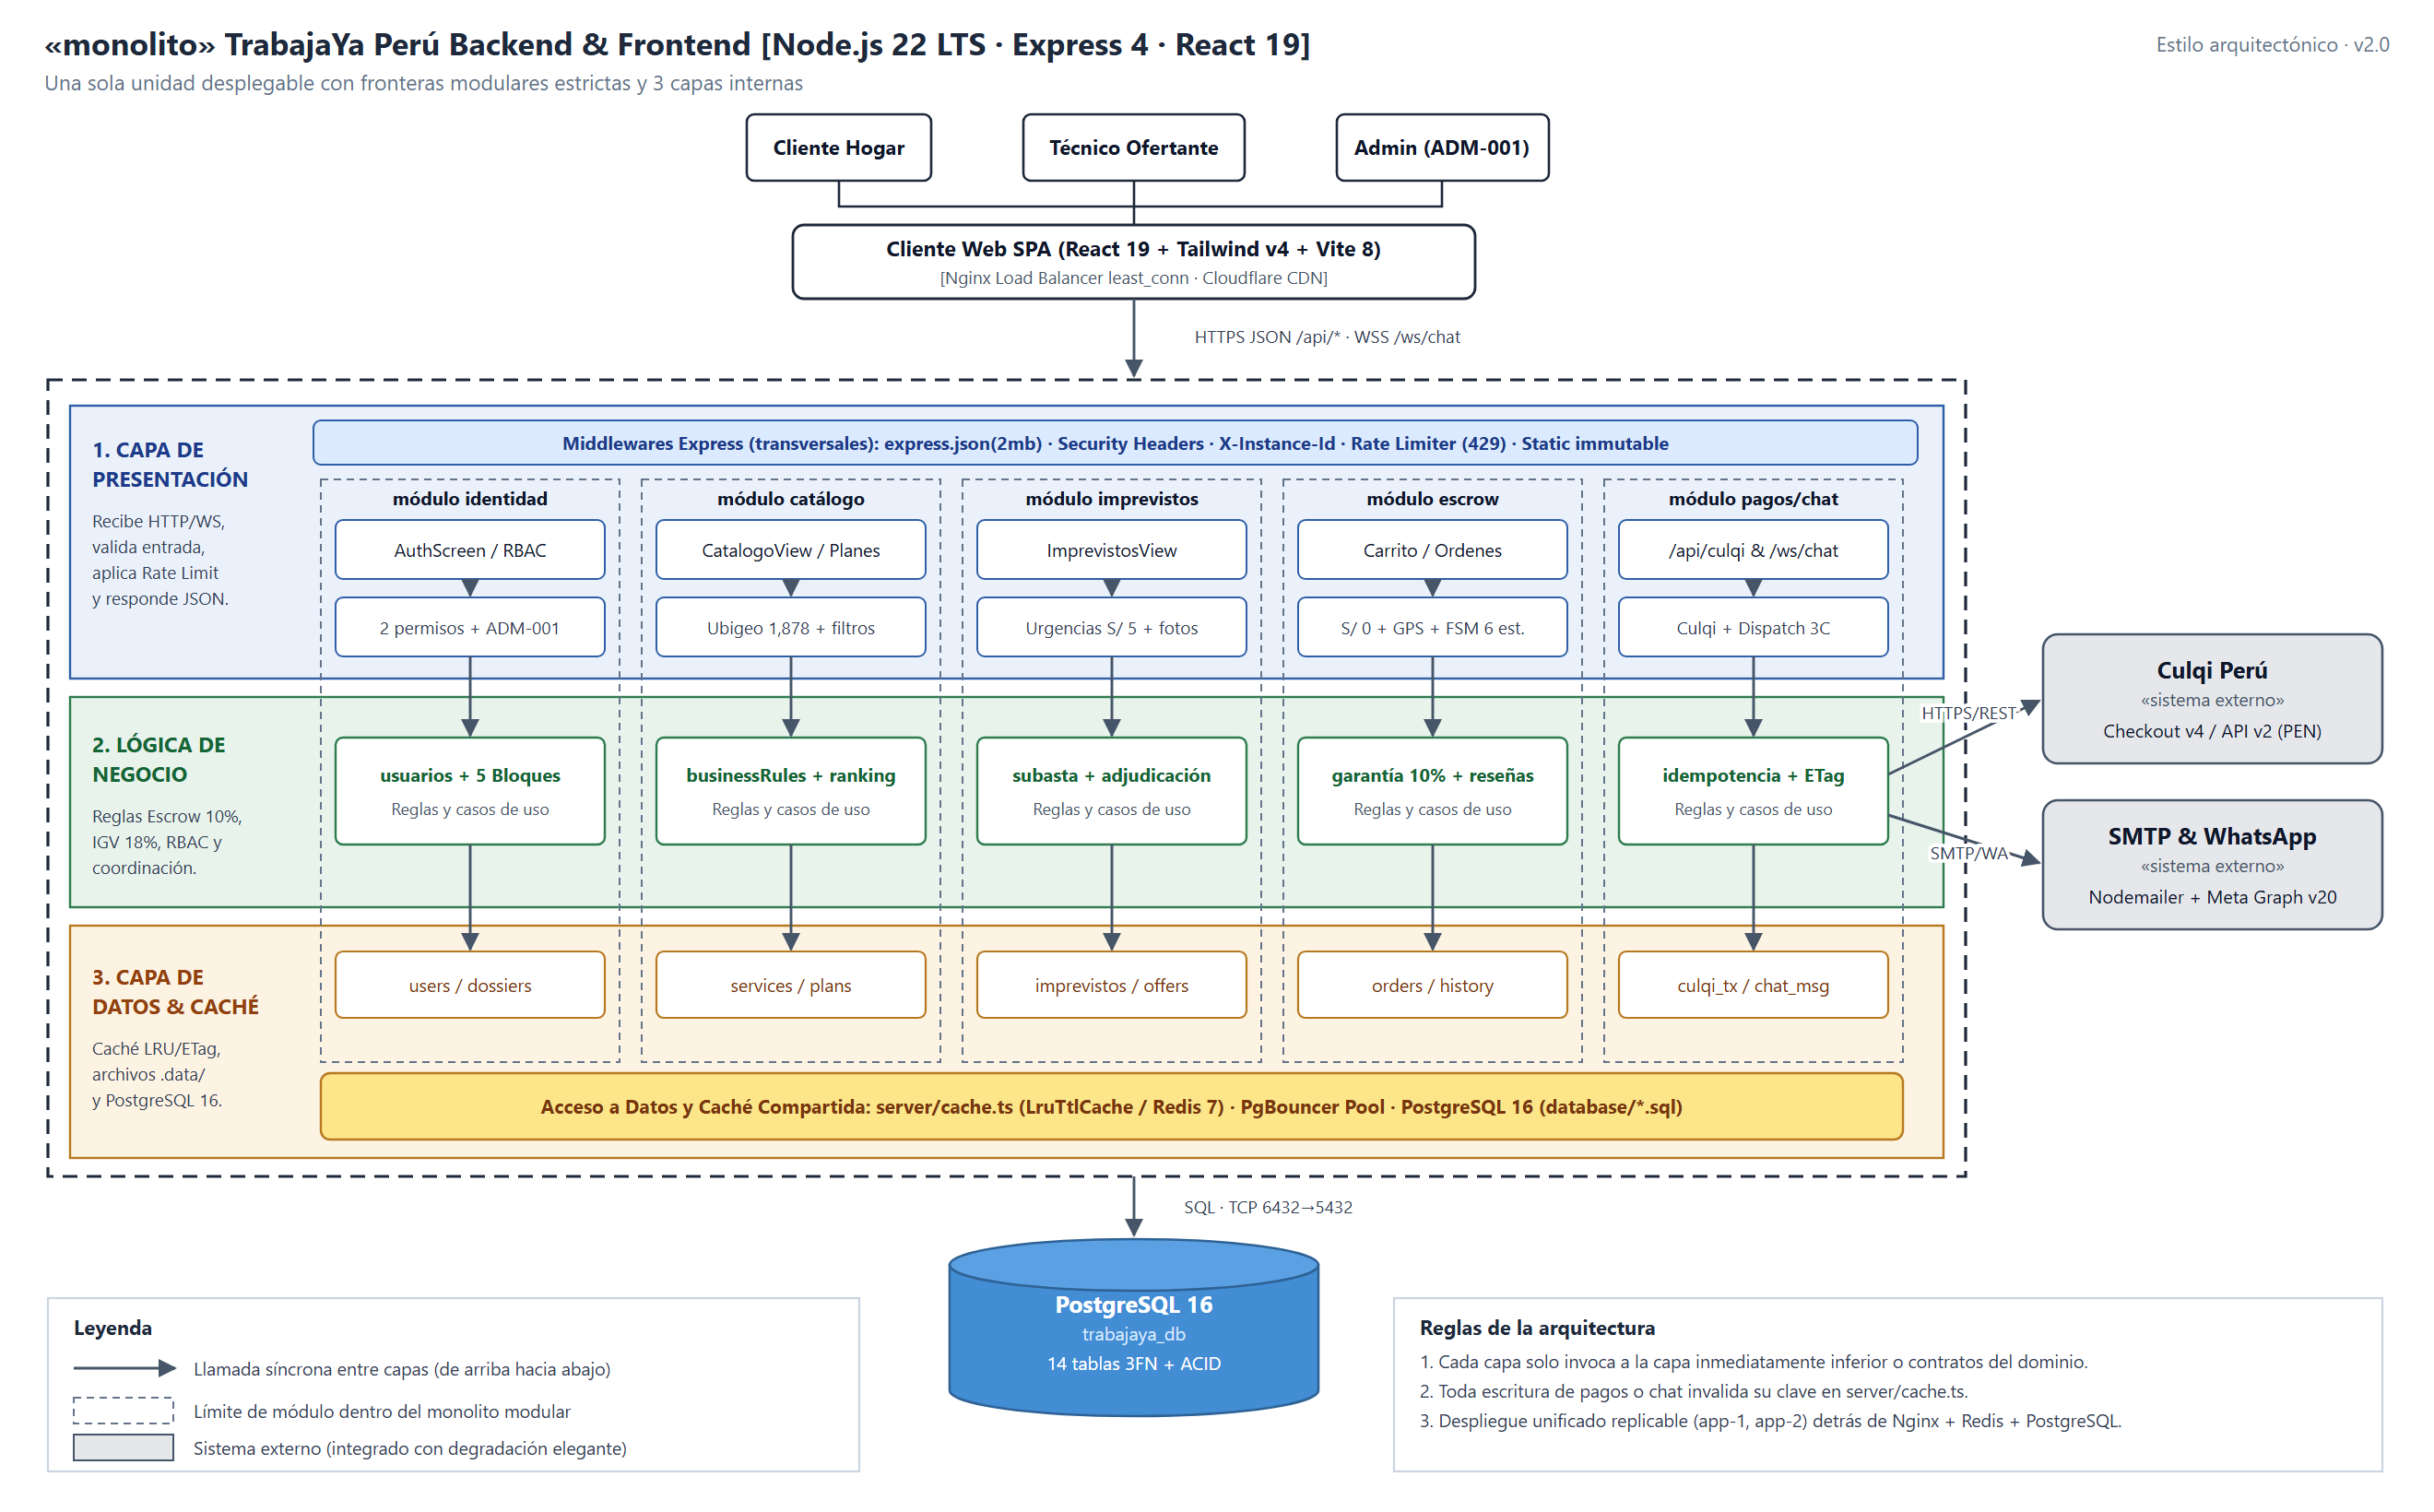 «monolito» TrabajaYa Perú Backend & Frontend [Node.js 22 LTS · Express 4 · React 19]
Estilo arquitectónico · v2.0
Una sola unidad desplegable con fronteras modulares estrictas y 3 capas internas
Cliente Hogar
Técnico Ofertante
Admin (ADM-001)
Cliente Web SPA (React 19 + Tailwind v4 + Vite 8)
[Nginx Load Balancer least_conn · Cloudflare CDN]
HTTPS JSON /api/* · WSS /ws/chat
1. CAPA DE
PRESENTACIÓN
Recibe HTTP/WS,
valida entrada,
aplica Rate Limit
y responde JSON.
Middlewares Express (transversales): express.json(2mb) · Security Headers · X-Instance-Id · Rate Limiter (429) · Static immutable
módulo identidad
AuthScreen / RBAC
2 permisos + ADM-001
módulo catálogo
CatalogoView / Planes
Ubigeo 1,878 + filtros
módulo imprevistos
ImprevistosView
Urgencias S/ 5 + fotos
módulo escrow
Carrito / Ordenes
S/ 0 + GPS + FSM 6 est.
módulo pagos/chat
/api/culqi & /ws/chat
Culqi + Dispatch 3C
2. LÓGICA DE
NEGOCIO
Reglas Escrow 10%,
IGV 18%, RBAC y
coordinación.
usuarios + 5 Bloques
Reglas y casos de uso
businessRules + ranking
Reglas y casos de uso
subasta + adjudicación
Reglas y casos de uso
garantía 10% + reseñas
Reglas y casos de uso
idempotencia + ETag
Reglas y casos de uso
HTTPS/REST
SMTP/WA
Culqi Perú
«sistema externo»
Checkout v4 / API v2 (PEN)
SMTP & WhatsApp
«sistema externo»
Nodemailer + Meta Graph v20
3. CAPA DE
DATOS & CACHÉ
Caché LRU/ETag,
archivos .data/
y PostgreSQL 16.
users / dossiers
services / plans
imprevistos / offers
orders / history
culqi_tx / chat_msg
Acceso a Datos y Caché Compartida: server/cache.ts (LruTtlCache / Redis 7) · PgBouncer Pool · PostgreSQL 16 (database/*.sql)
SQL · TCP 6432→5432
PostgreSQL 16
trabajaya_db
14 tablas 3FN + ACID
Leyenda
Llamada síncrona entre capas (de arriba hacia abajo)
Límite de módulo dentro del monolito modular
Sistema externo (integrado con degradación elegante)
Reglas de la arquitectura
1. Cada capa solo invoca a la capa inmediatamente inferior o contratos del dominio.
2. Toda escritura de pagos o chat invalida su clave en server/cache.ts.
3. Despliegue unificado replicable (app-1, app-2) detrás de Nginx + Redis + PostgreSQL.